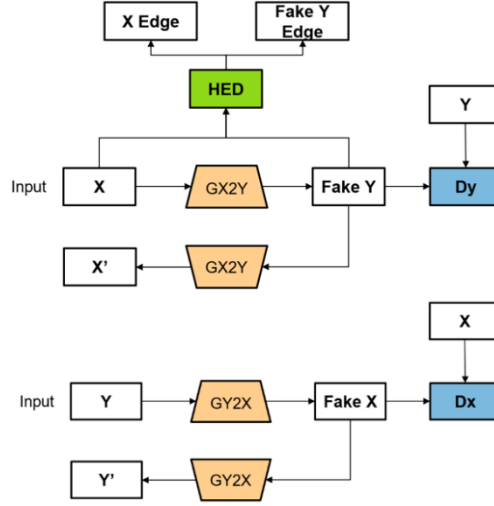 X Edge
Fake Y
Edge
HED
Y
Input
X
GX2Y
Fake Y
Dy
X’
GX2Y
X
Input
Y
GY2X
Fake X
Dx
Y’
GY2X